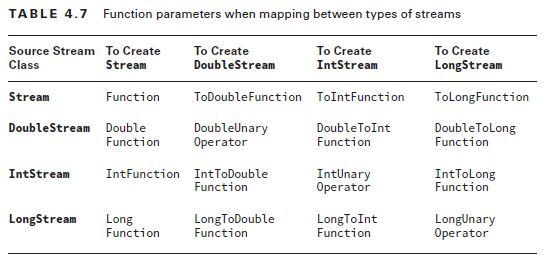 TABLE 4.7 Function parameters when mapping between types of streams
Source Stream To Create To Create To Create To Create
Class Stream DoubleStream IntStream LongStream
Stream Function ToDoubleFunction ToIntFunction ToLongFunction
DoubleStream Double DoubleUnary DoubleToInt DoubleToLong
Function Operator Function Function
IntStream IntFunction IntToDouble IntUnary IntToLong
Function Operator Function
LongStream Long LongToDouble LongToInt LongUnary
Function Function Function Operator